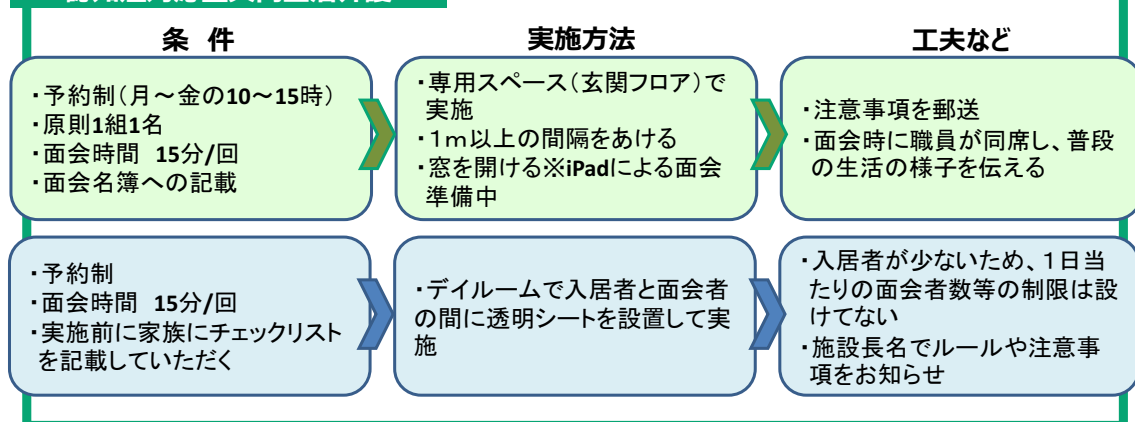 条 件
実施方法
工夫など
・予約制（月～金の10～15時）
・原則1組1名
・面会時間 15分/回
・面会名簿への記載
・専用スペース（玄関フロア）で
実施
・１ｍ以上の間隔をあける
・窓を開ける※iPadによる面会
準備中
・注意事項を郵送
・面会時に職員が同席し、普段
の生活の様子を伝える
・予約制
・面会時間 15分/回
・実施前に家族にチェックリスト
を記載していただく
・デイルームで入居者と面会者
の間に透明シートを設置して実
施
・入居者が少ないため、１日当
たりの面会者数等の制限は設
けてない
・施設長名でルールや注意事
項をお知らせ